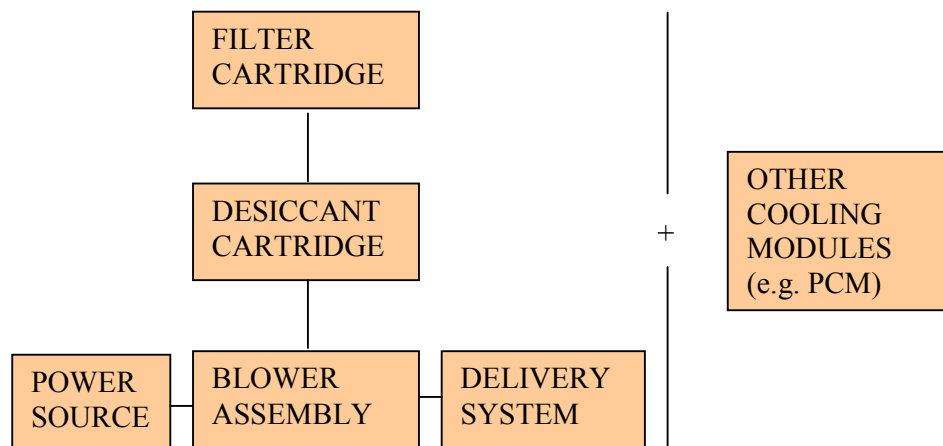 FILTER
CARTRIDGE
DESICCANT
CARTRIDGE
+
OTHER
COOLING
MODULES
(e.g. PCM)
POWER
SOURCE
BLOWER
ASSEMBLY
DELIVERY
SYSTEM